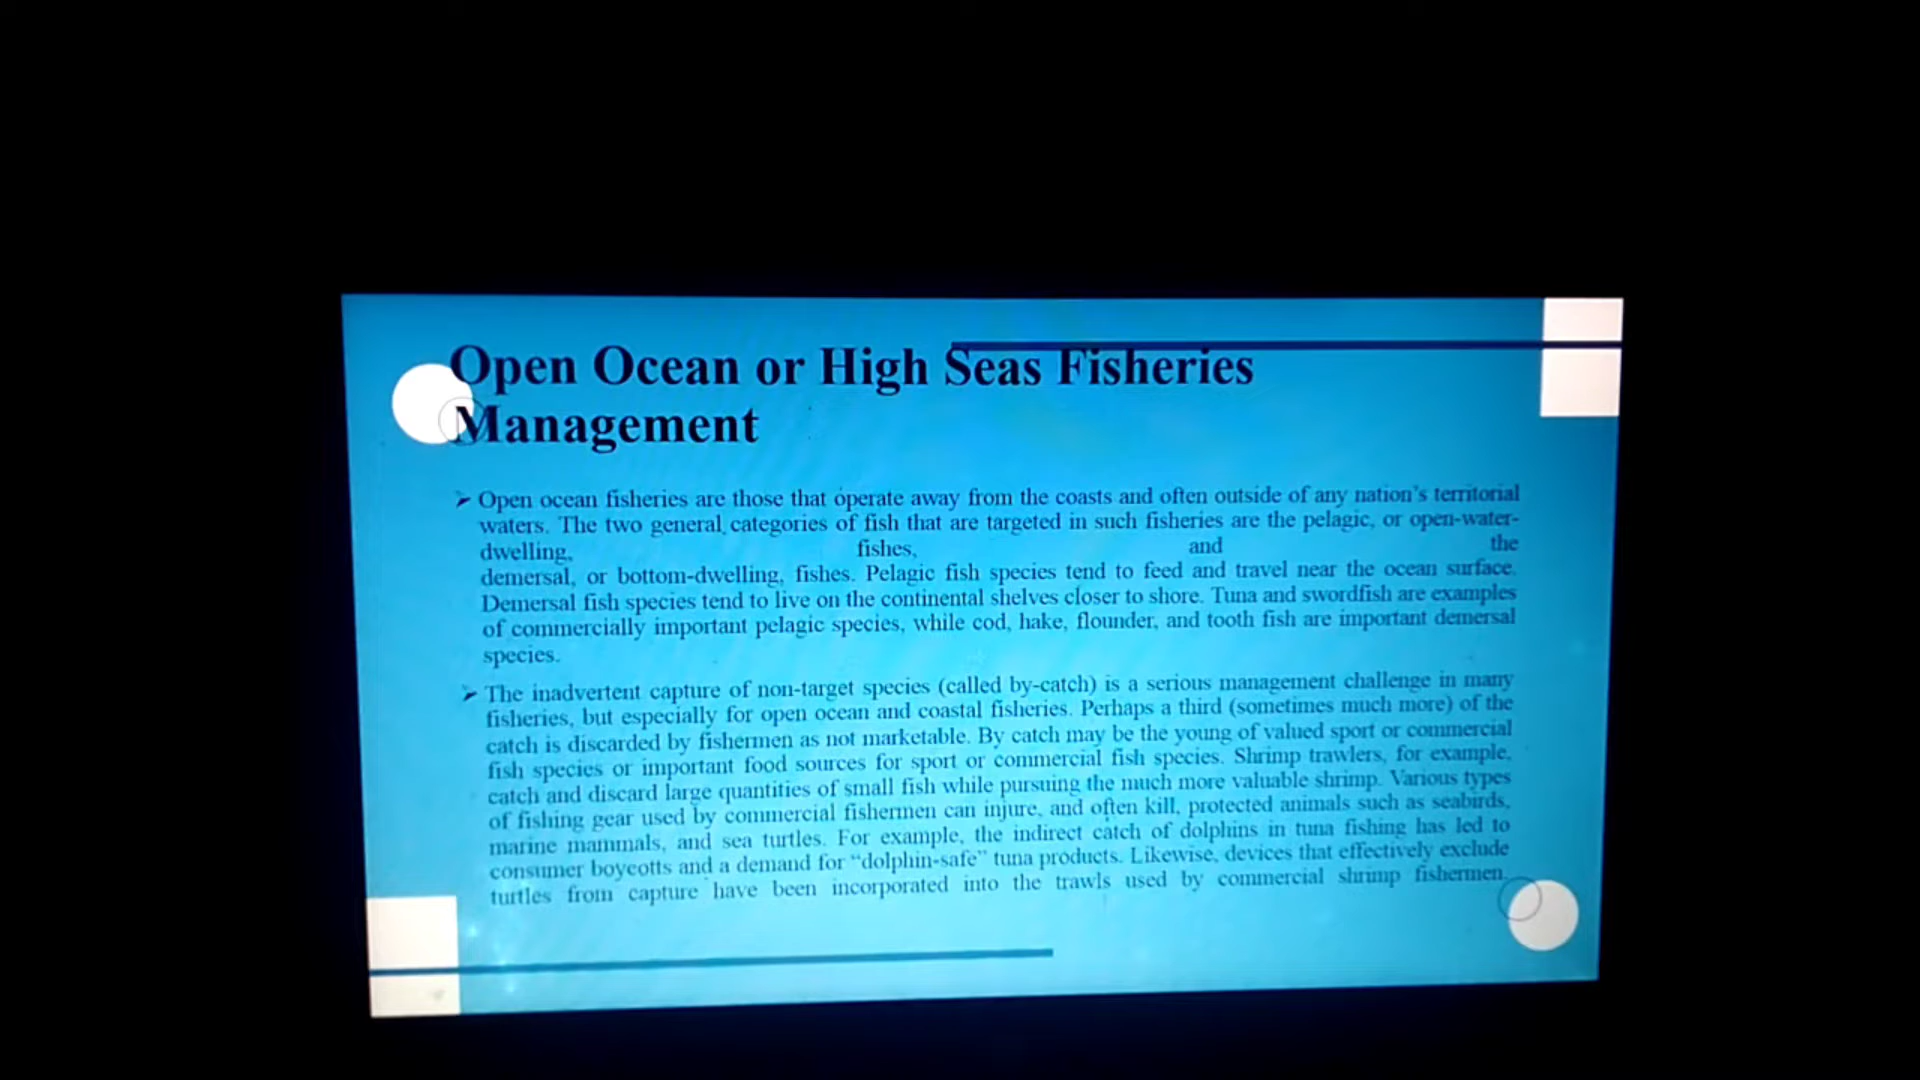 Open Ocean or High Seas Fisheries
Management
➢ Open ocean fisheries are those that operate away from the coasts and often outside of any nation's territorial
waters. The two general categories of fish that are targeted in such fisheries are the pelagic, or open-water-
dwelling, fishes, and the
demersal, or bottom-dwelling, fishes. Pelagic fish species tend to feed and travel near the ocean surface.
Demersal fish species tend to live on the continental shelves closer to shore. Tuna and swordfish are examples
of commercially important pelagic species, while cod, hake, flounder, and tooth fish are important demersal
species.
➢ The inadvertent capture of non-target species (called by-catch) is a serious management challenge in many
fisheries, but especially for open ocean and coastal fisheries. Perhaps a third (sometimes much more) of the
catch is discarded by fishermen as not marketable. By catch may be the young of valued sport or commercial
fish species or important food sources for sport or commercial fish species. Shrimp trawlers, for example,
catch and discard large quantities of small fish while pursuing the much more valuable shrimp. Various types
of fishing gear used by commercial fishermen can injure, and often kill, protected animals such as seabirds,
marine mammals, and sea turtles. For example, the indirect catch of dolphins in tuna fishing has led to
consumer boycotts and a demand for "dolphin-safe" tuna products. Likewise, devices that effectively exclude
turtles from capture have been incorporated into the trawls used by commercial shrimp fishermen.